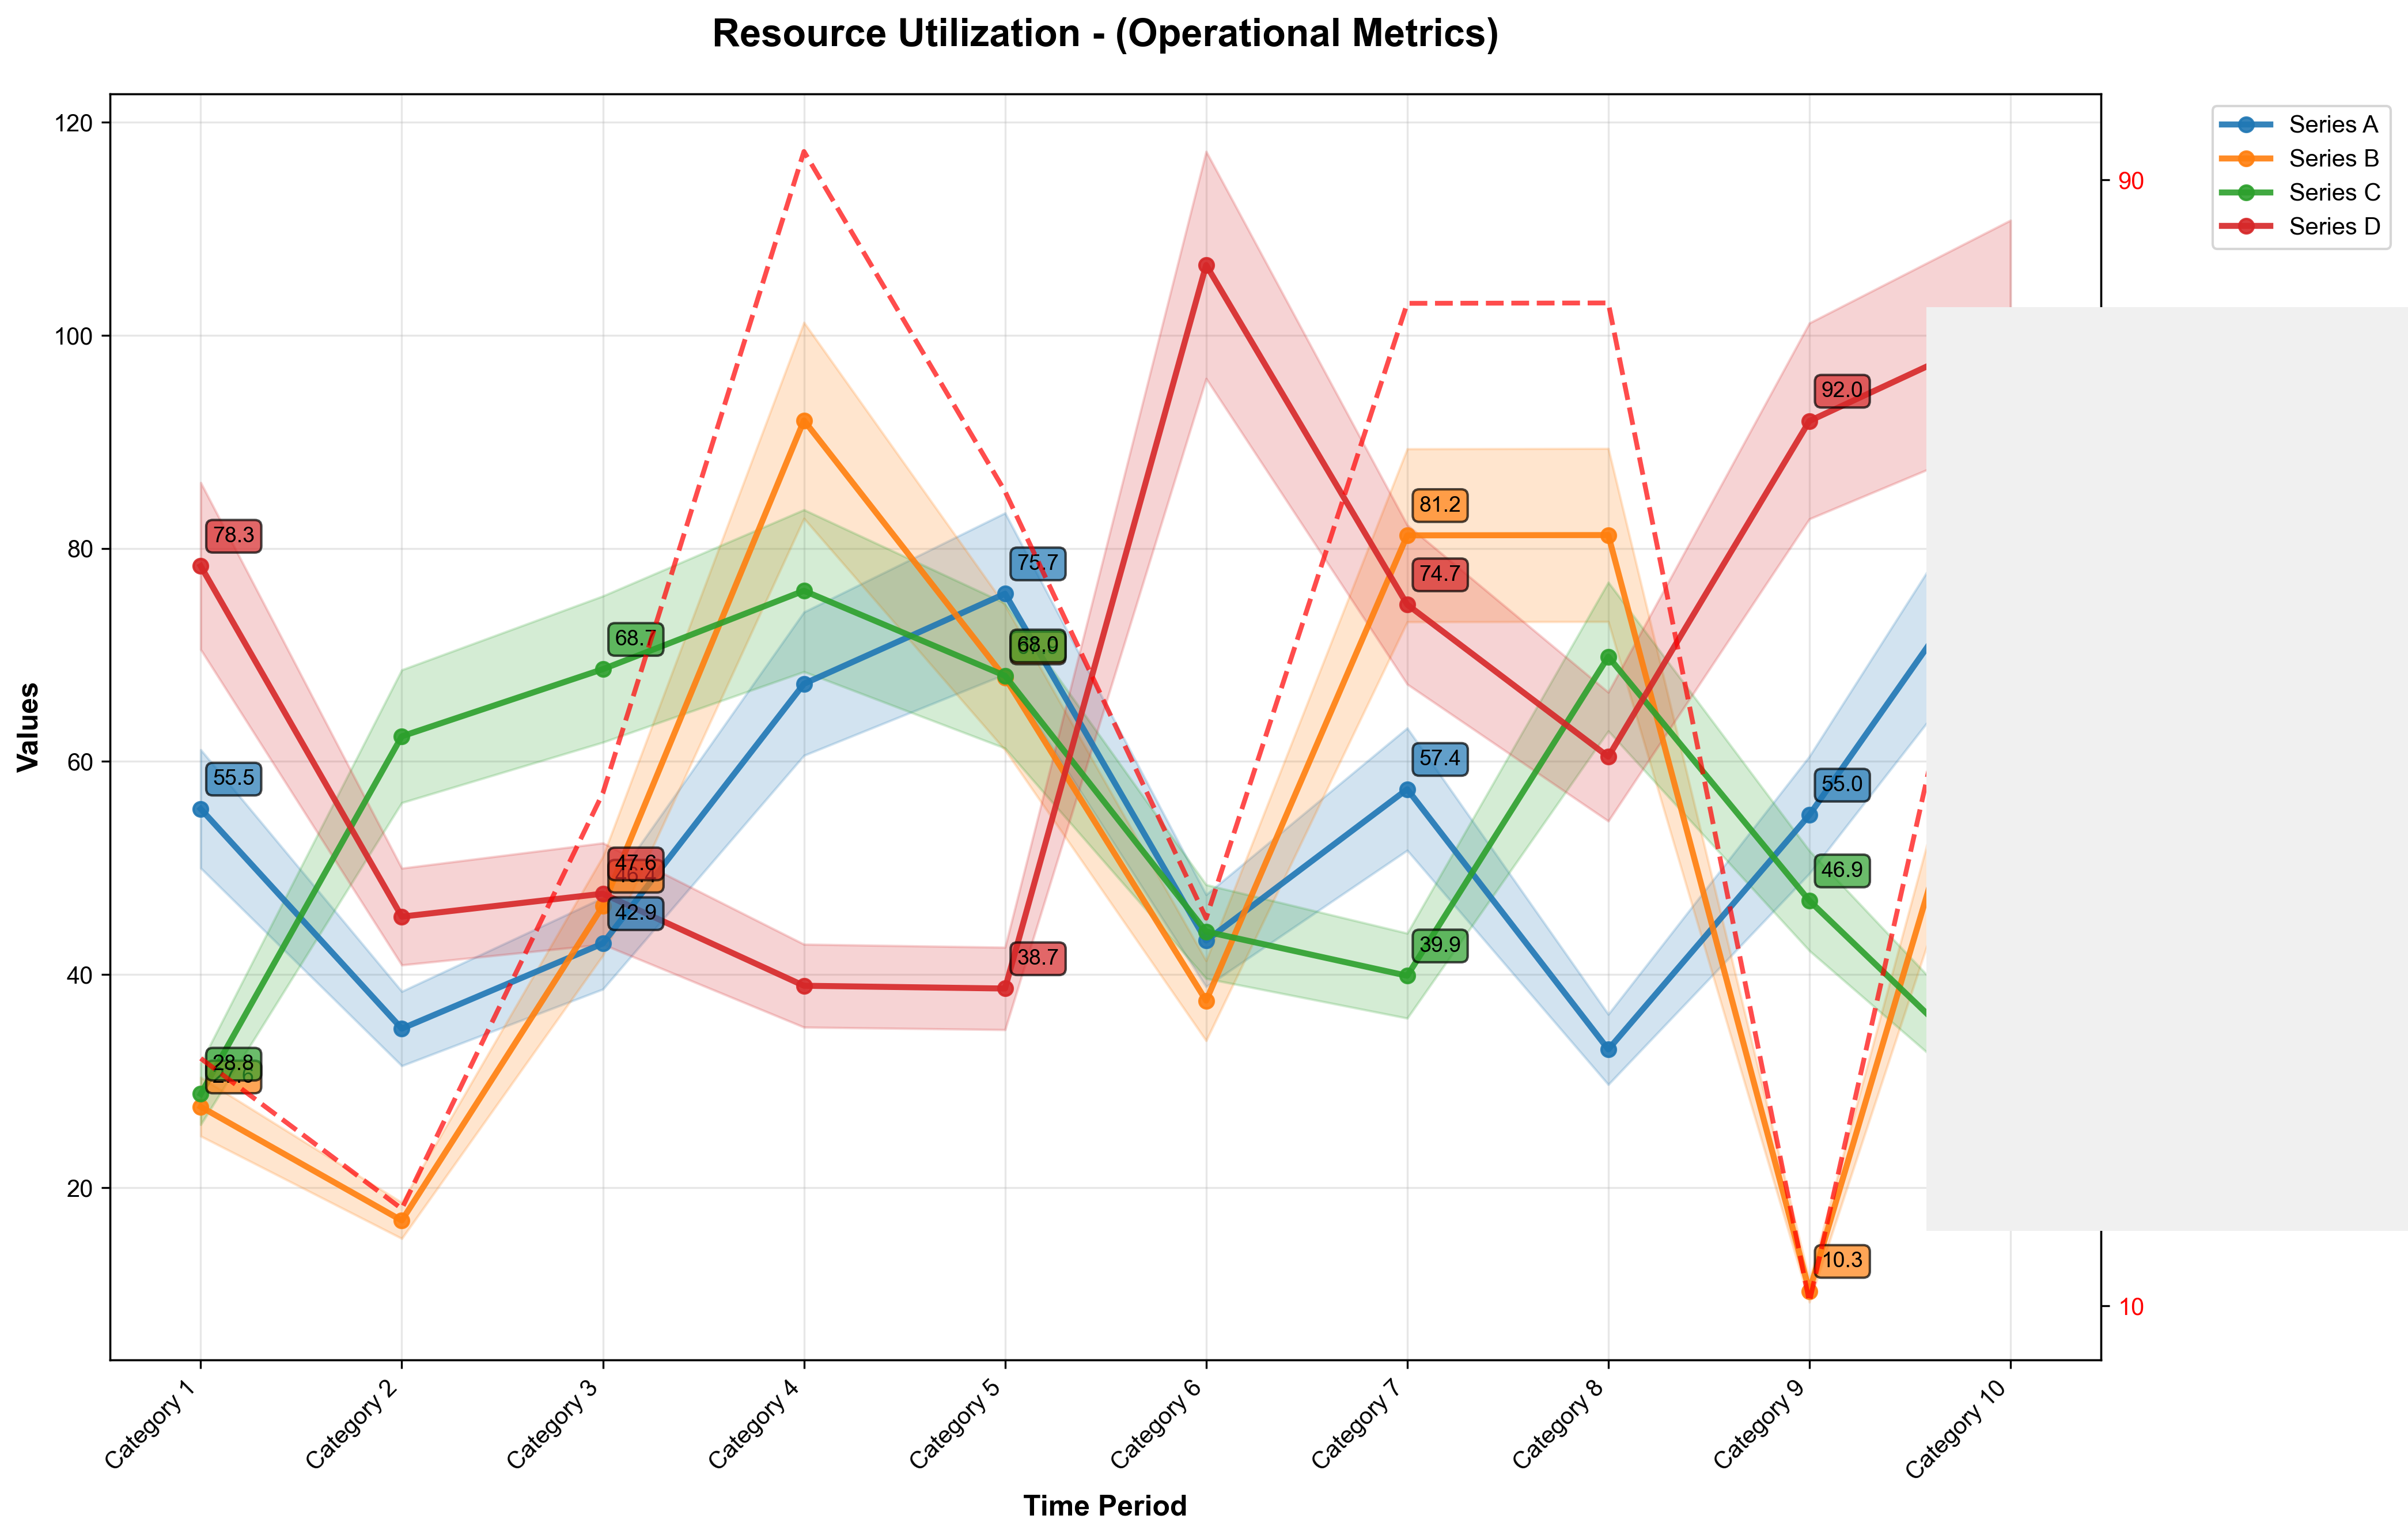 Resource Utilization - (Operational Metrics)
120
100
80
60
40
20
Values
90
10
Series A
Series B
Series C
Series D
78.3
55.5
28.8
68.7
47.6
42.9
75.7
68.0
38.7
81.2
74.7
57.4
39.9
92.0
55.0
46.9
10.3
Category 1
Category 2
Category 3
Category 4
Category 5
Category 6
Category 7
Category 8
Category 9
Category 10
Time Period